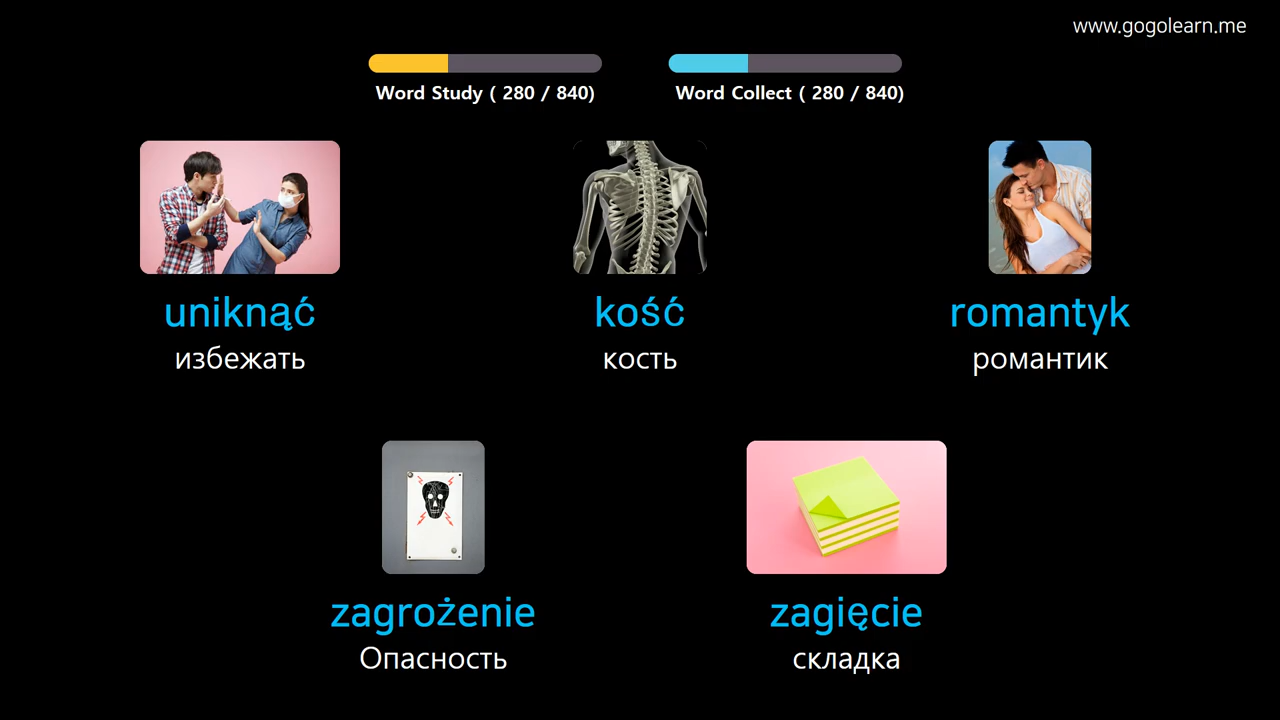 www.gogolearn.me
Word Study ( 280 / 840)
Word Collect ( 280 / 840)
uniknąć
избежать
kość
кость
romantyk
романтик
zagrożenie
Опасность
zagięcie
складка